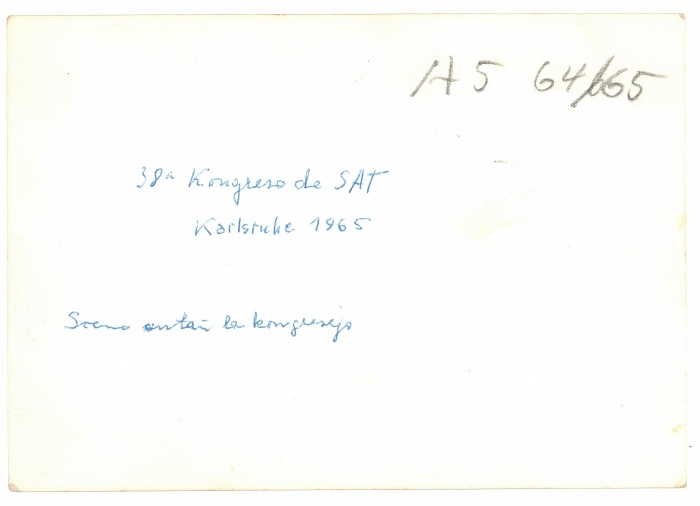 A5 64/65
38ª Kongreso de SAT
Karlsruhe 1965
Sceno antaŭ la kongresejo